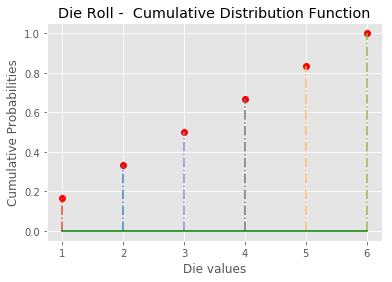 Die Roll -  Cumulative Distribution Function
1.0
0.8
0.6
0.4
0.2
0.0
Cumulative Probabilities
1 2 3 4 5 6
Die values